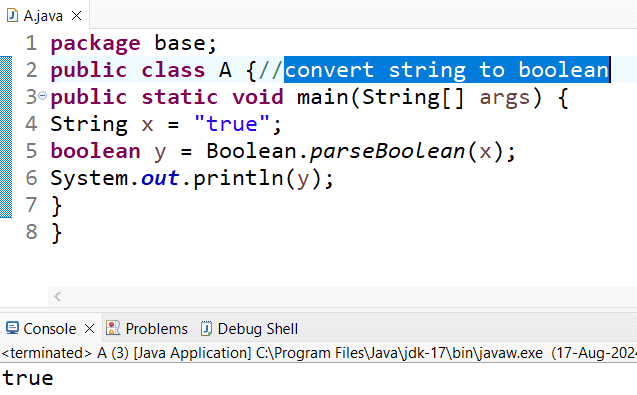 A.java
1 package base;
2 public class A {//convert string to boolean
3 public static void main(String[] args) {
4 String x = "true";
5 boolean y = Boolean.parseBoolean(x);
6 System.out.println(y);
7 }
8 }
Console Problems Debug Shell
<terminated> A (3) [Java Application] C:\Program Files\Java\jdk-17\bin\javaw.exe (17-Aug-2024
true